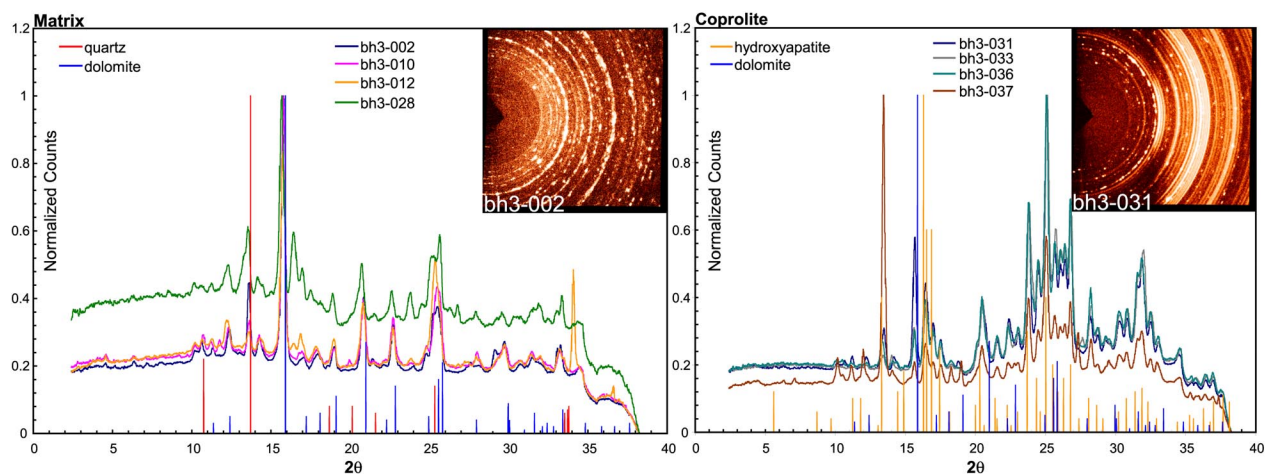 Matrix
1.2
1
0.8
0.6
0.4
0.2
0
Normalized Counts
quartz
dolomite
bh3-002
bh3-010
bh3-012
bh3-028
bh3-002
0 5 10 15 20 25 30 35 40
2θ
Coprolite
1.2
1
0.8
0.6
0.4
0.2
0
Normalized Counts
hydroxyapatite
dolomite
bh3-031
bh3-033
bh3-036
bh3-037
bh3-031
0 5 10 15 20 25 30 35 40
2θ